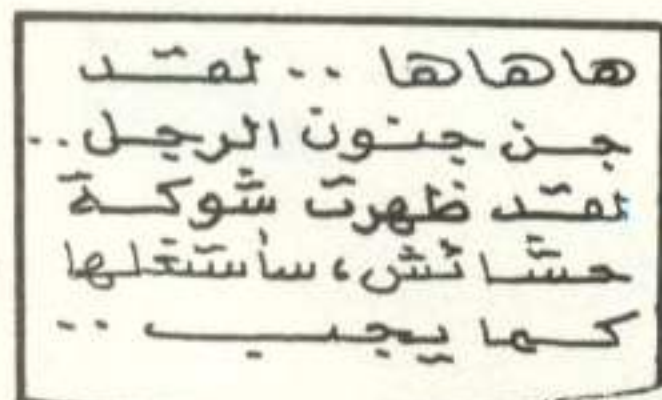 هاهاها .. لقد
جن جنون الرجل ..
لقد ظهرت شوكة
حشائش، سأستغلها
كما يجب ..